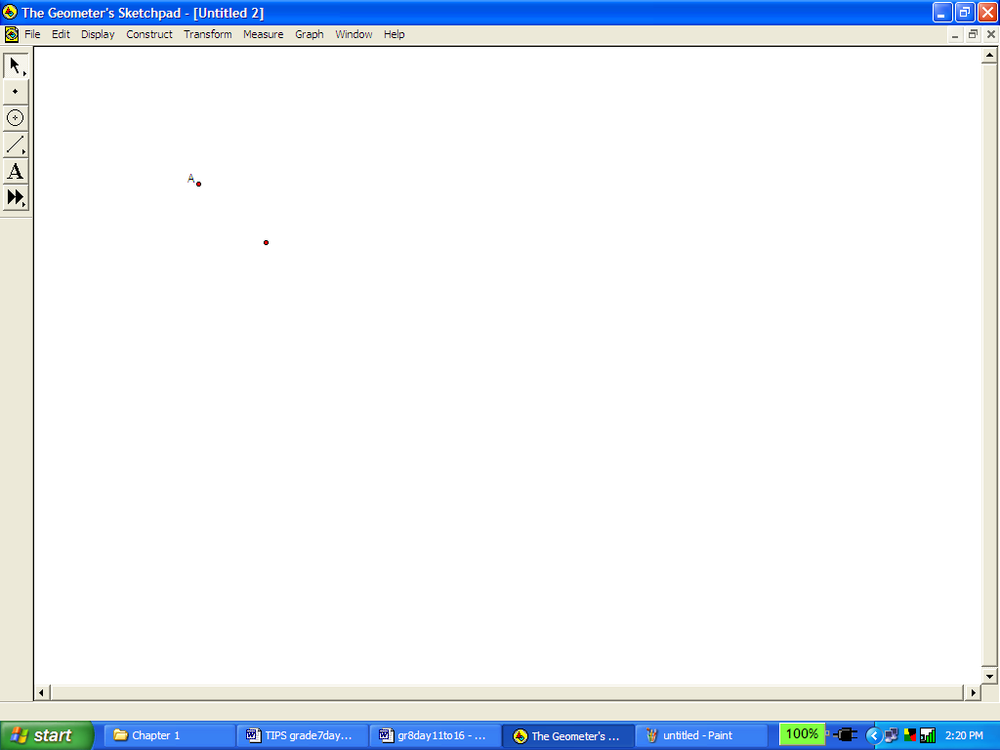 The Geometer's Sketchpad - [Untitled 2]
File Edit Display Construct Transform Measure Graph Window Help
A
A
start Chapter 1 TIPS grade7day... gr8day11to16 - ... The Geometer's ... untitled - Paint 100% 2:20 PM